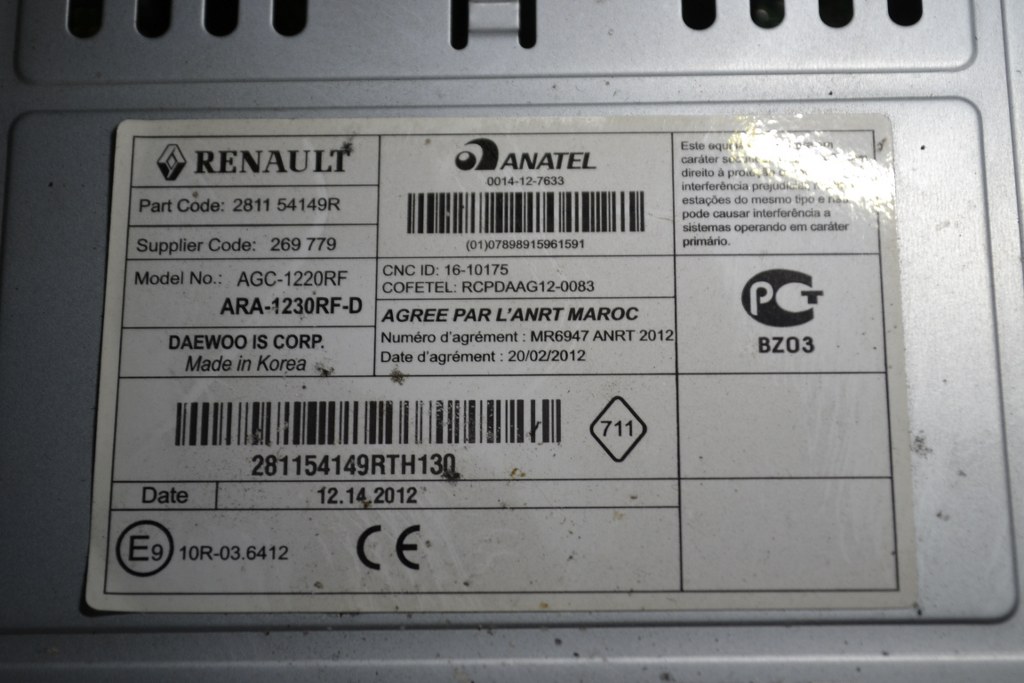 RENAULT
Part Code: 2811 54149R
Supplier Code: 269 779
Model No.: AGC-1220RF
ARA-1230RF-D
DAEWOO IS CORP.
Made in Korea
ANATEL
0014-12-7633
(01)07898915961591
CNC ID: 16-10175
COFETEL: RCPDAAG12-0083
AGREE PAR L'ANRT MAROC
Numéro d'agrément : MR6947 ANRT 2012
Date d'agrément : 20/02/2012
Este
caráter
direito à
interferência
estações do mesmo tipo e
pode causar interferência a
sistemas operando em caráter
primário.
PCT
BZ03
281154149RTH130
711
Date 12.14.2012
E9 10R-03.6412
CE